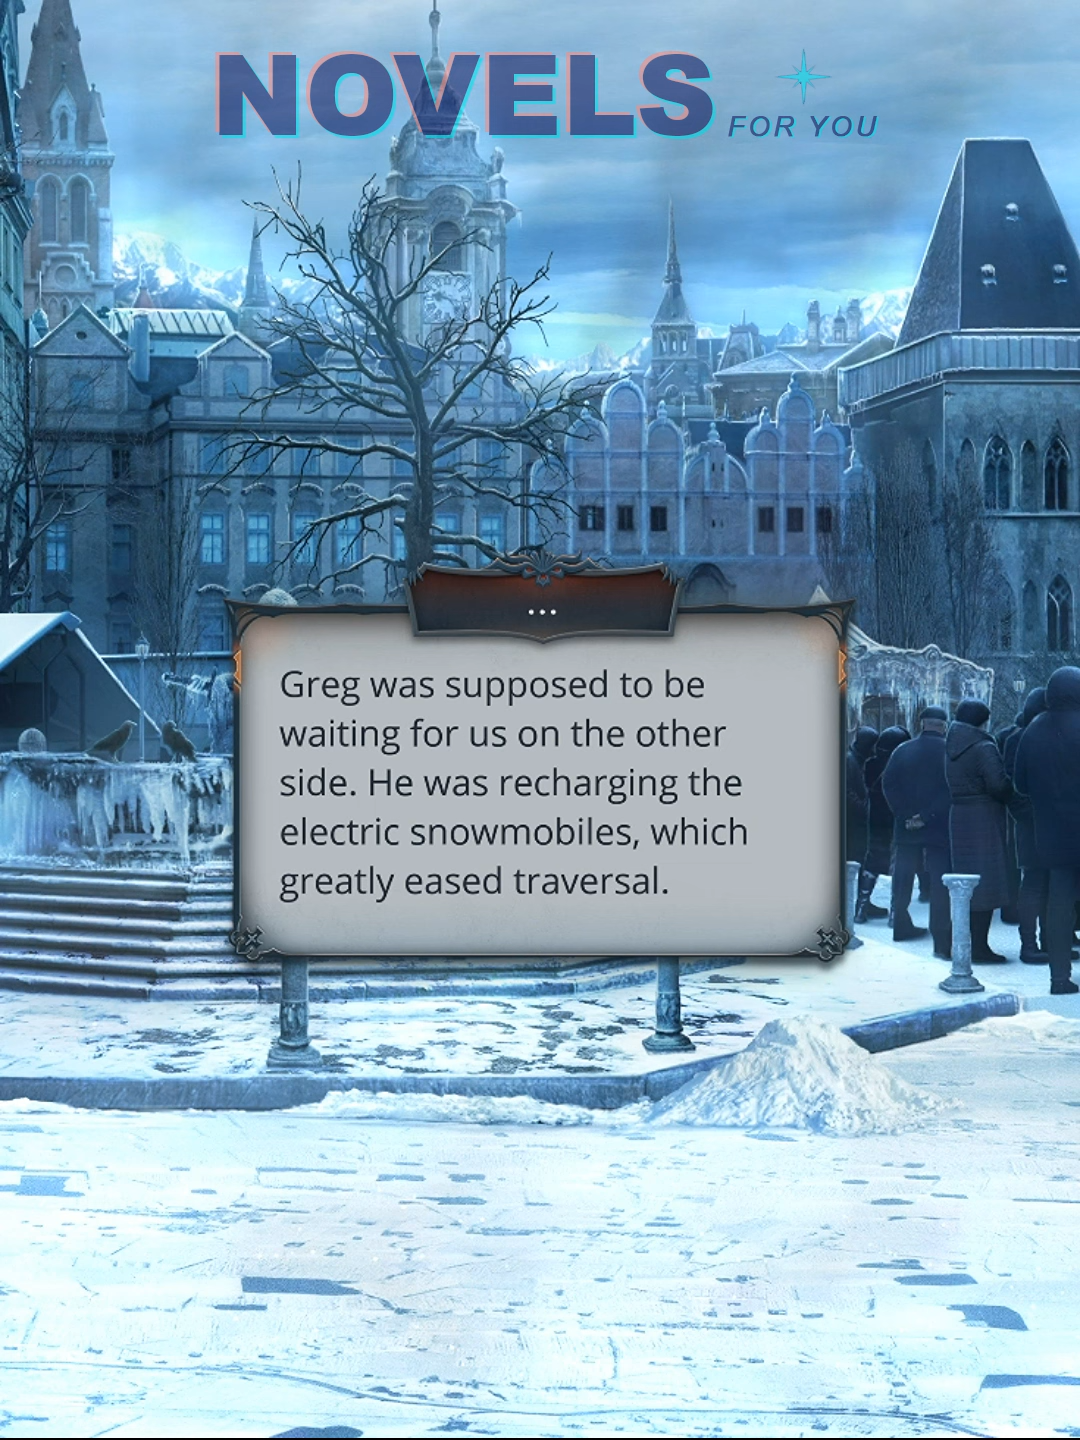 NOVELS
FOR YOU
...
Greg was supposed to be
waiting for us on the other
side. He was recharging the
electric snowmobiles, which
greatly eased traversal.